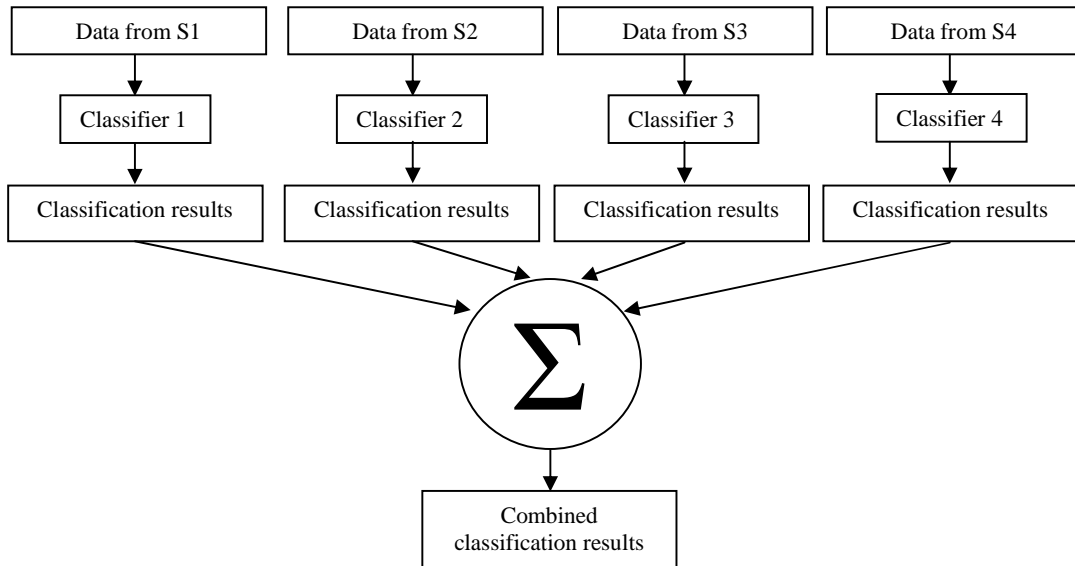 Data from S1
Data from S2
Data from S3
Data from S4
Classifier 1
Classifier 2
Classifier 3
Classifier 4
Classification results
Classification results
Classification results
Classification results
Σ
Combined
classification results